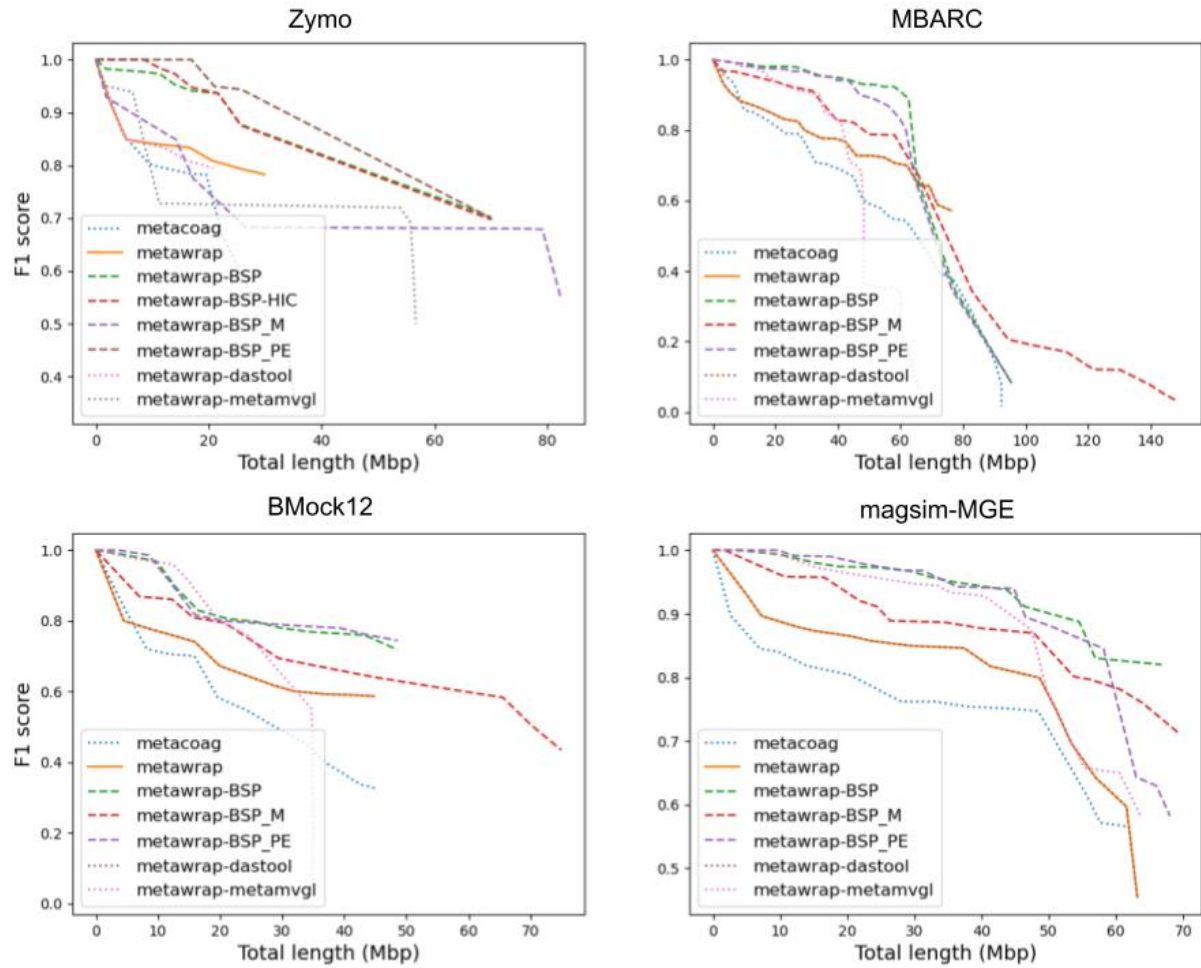 Zymo
1.0
0.9
0.8
0.7
0.6
0.5
0.4
F1 score
metacoag
metawrap
metawrap-BSP
metawrap-BSP-HIC
metawrap-BSP_M
metawrap-BSP_PE
metawrap-dastool
metawrap-metamvgl
0 20 40 60 80
Total length (Mbp)
MBARC
1.0
0.8
0.6
0.4
0.2
0.0
metacoag
metawrap
metawrap-BSP
metawrap-BSP_M
metawrap-BSP_PE
metawrap-dastool
metawrap-metamvgl
0 20 40 60 80 100 120 140
Total length (Mbp)
BMock12
1.0
0.8
0.6
0.4
0.2
0.0
F1 score
metacoag
metawrap
metawrap-BSP
metawrap-BSP_M
metawrap-BSP_PE
metawrap-dastool
metawrap-metamvgl
0 10 20 30 40 50 60 70
Total length (Mbp)
magsim-MGE
1.0
0.9
0.8
0.7
0.6
0.5
metacoag
metawrap
metawrap-BSP
metawrap-BSP_M
metawrap-BSP_PE
metawrap-dastool
metawrap-metamvgl
0 10 20 30 40 50 60 70
Total length (Mbp)